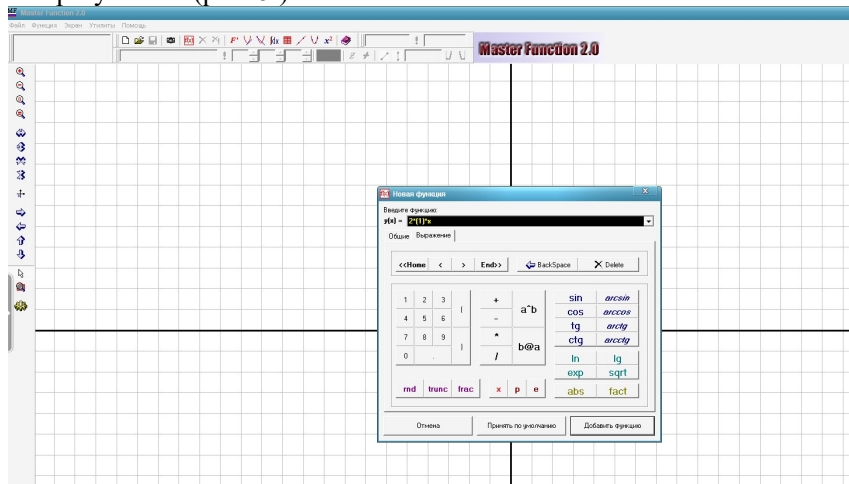 Master Function 2.0
Файл Функция Экран Утилиты Помощь
Master Function 2.0
Новая функция
Введите функцию:
y(x) = 2*(1)*x
Общие Выражение
<<Home < > End>> BackSpace Delete
1 2 3 ( + a^b sin arcsin
4 5 6 - cos arccos
7 8 9 ) * b@a tg arctg
0 . / ctg arcctg
ln lg
exp sqrt
rnd trunc frac x p e abs fact
Отмена Принять по умолчанию Добавить функцию